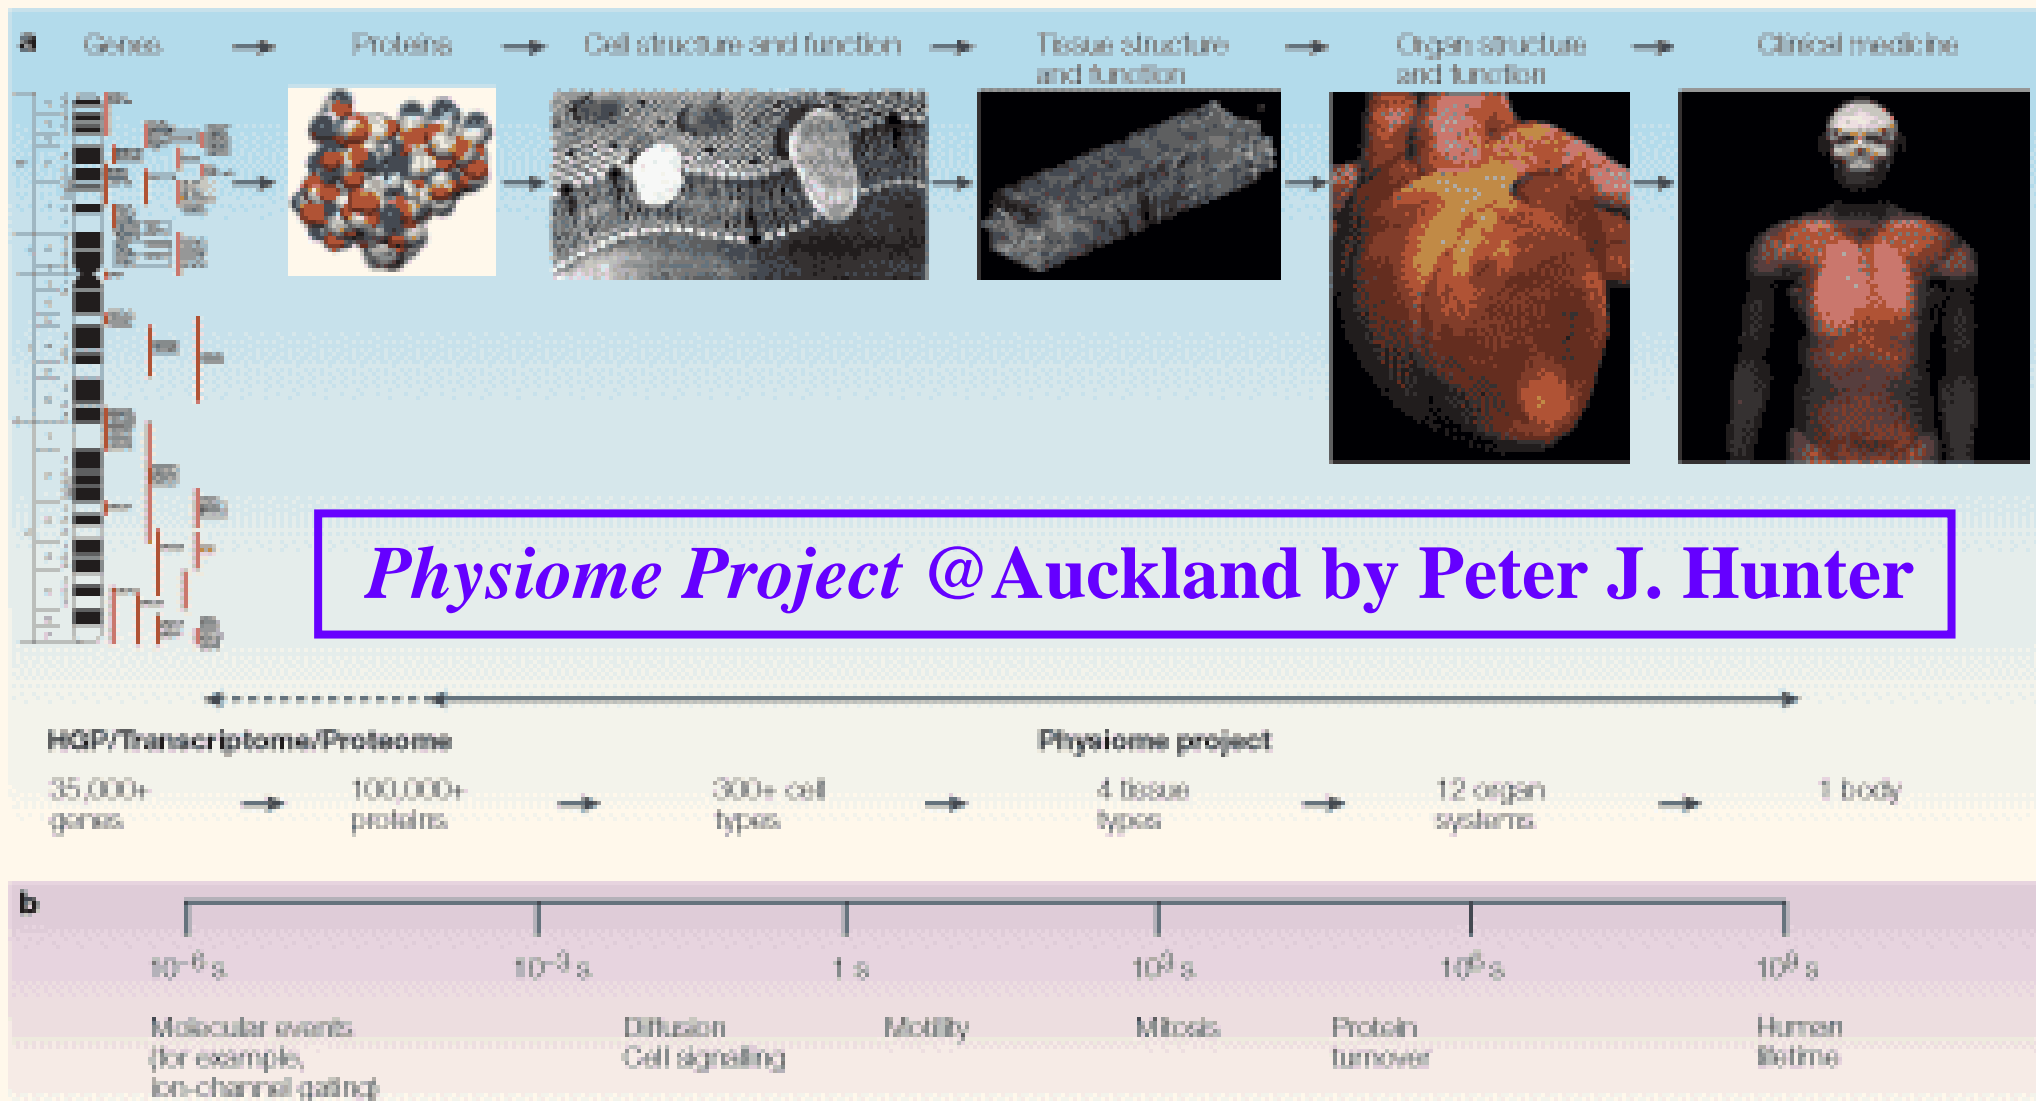 a
Genes
Proteins
Cell structure and function
Tissue structure
and function
Organ structure
and function
Clinical medicine
Physiome Project @Auckland by Peter J. Hunter
HGP/Transcriptome/Proteome
Physiome project
35,000+
genes
100,000+
proteins
300+ cell
types
4 tissue
types
12 organ
systems
1 body
b
10⁻⁶ s
10⁻³ s
1 s
10³ s
10⁶ s
10⁹ s
Molecular events
(for example,
ion-channel gating)
Diffusion
Cell signalling
Motility
Mitosis
Protein
turnover
Human
lifetime